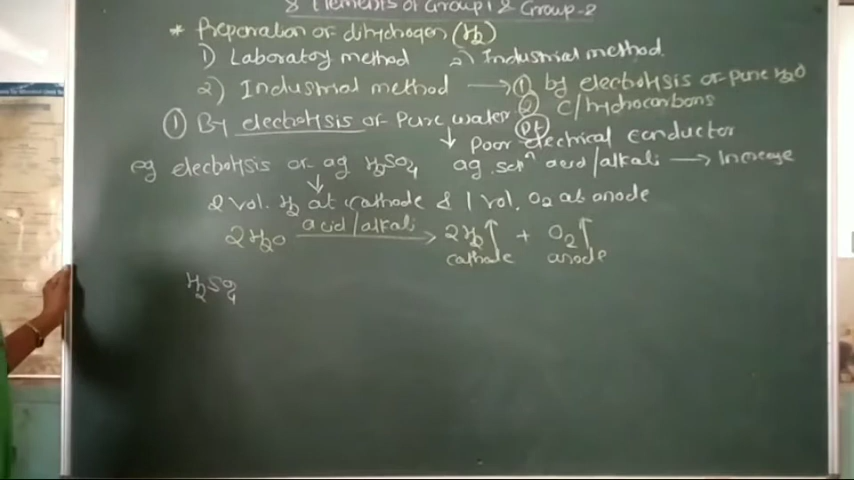 8 Elements of Group 1 & Group-2
* Preparation of dihydrogen (H₂)
1) Laboratory method 2) Industrial method
2) Industrial method ⟶ ① by electrolysis of pure H₂O
② C/hydrocarbons
① By electrolysis of pure water (Pt)
↓ Poor electrical conductor
eg electrolysis of aq H₂SO₄ aq. solⁿ acid/alkali ⟶ Increase
↓
2 vol. H₂ at cathode & 1 vol. O₂ at anode
2H₂O acid/alkali ⟶ 2H₂↑ + O₂↑
cathode anode
H₂SO₄